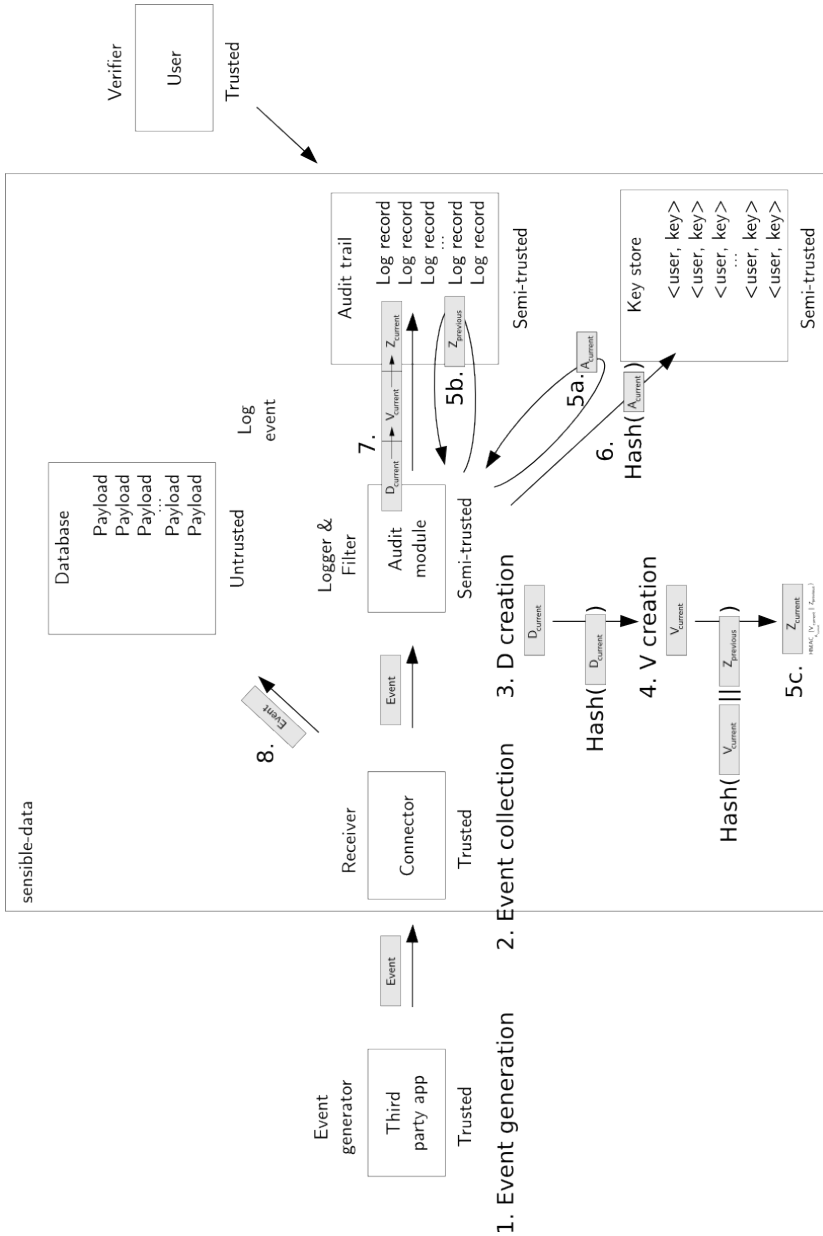 sensible-data
Event
generator
Third
party app
Trusted
1. Event generation
Event
Receiver
Connector
Trusted
2. Event collection
8.
Event
Database
Payload
Payload
Payload
...
Payload
Payload
Untrusted
Log
event
Event
Logger &
Filter
Audit
module
Semi-trusted
3. D creation
D current
Hash( D current )
4. V creation
V current
Hash( V current || Z previous )
Z current
5c.
7.
D current V current Z current
Audit trail
Log record
Log record
Log record
...
Log record
Log record
Semi-trusted
5b.
Z previous
5a.
A current
6.
Hash( A current )
Key store
<user, key>
<user, key>
<user, key>
...
<user, key>
<user, key>
Semi-trusted
Verifier
User
Trusted